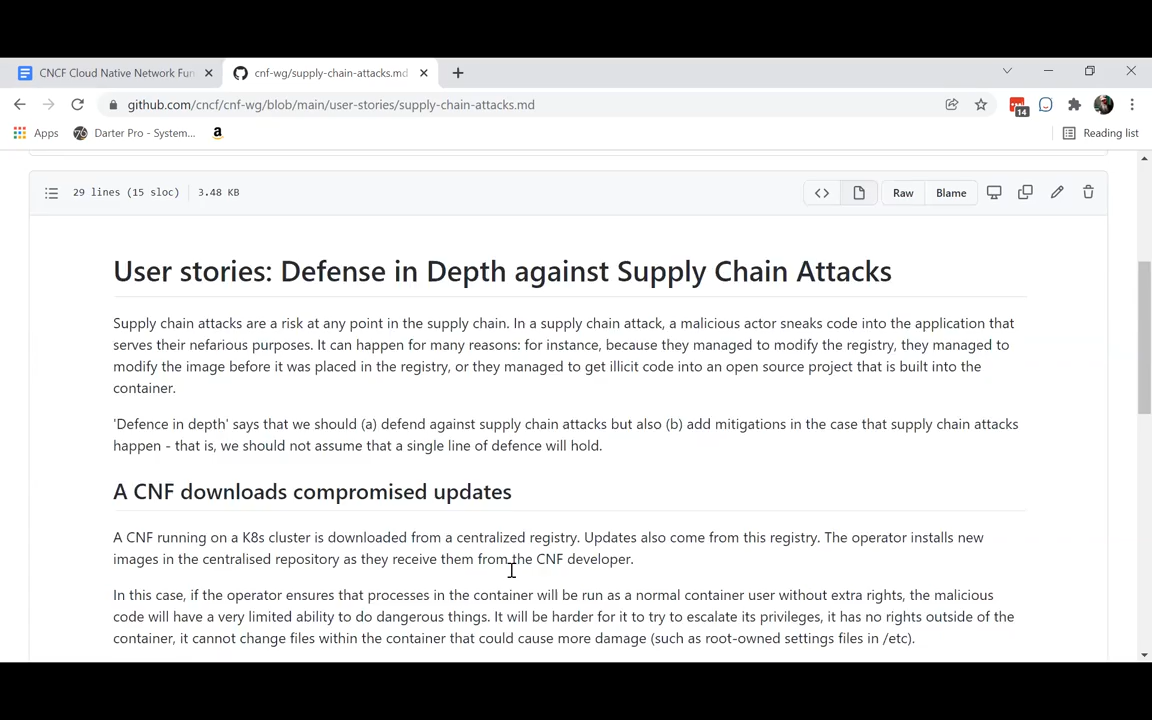 CNCF Cloud Native Network Fun
cnf-wg/supply-chain-attacks.md
github.com/cncf/cnf-wg/blob/main/user-stories/supply-chain-attacks.md
14
Apps
Darter Pro - System...
Reading list
29 lines (15 sloc)
3.48 KB
Raw
Blame
User stories: Defense in Depth against Supply Chain Attacks
Supply chain attacks are a risk at any point in the supply chain. In a supply chain attack, a malicious actor sneaks code into the application that
serves their nefarious purposes. It can happen for many reasons: for instance, because they managed to modify the registry, they managed to
modify the image before it was placed in the registry, or they managed to get illicit code into an open source project that is built into the
container.
'Defence in depth' says that we should (a) defend against supply chain attacks but also (b) add mitigations in the case that supply chain attacks
happen - that is, we should not assume that a single line of defence will hold.
A CNF downloads compromised updates
A CNF running on a K8s cluster is downloaded from a centralized registry. Updates also come from this registry. The operator installs new
images in the centralised repository as they receive them from the CNF developer.
In this case, if the operator ensures that processes in the container will be run as a normal container user without extra rights, the malicious
code will have a very limited ability to do dangerous things. It will be harder for it to try to escalate its privileges, it has no rights outside of the
container, it cannot change files within the container that could cause more damage (such as root-owned settings files in /etc).